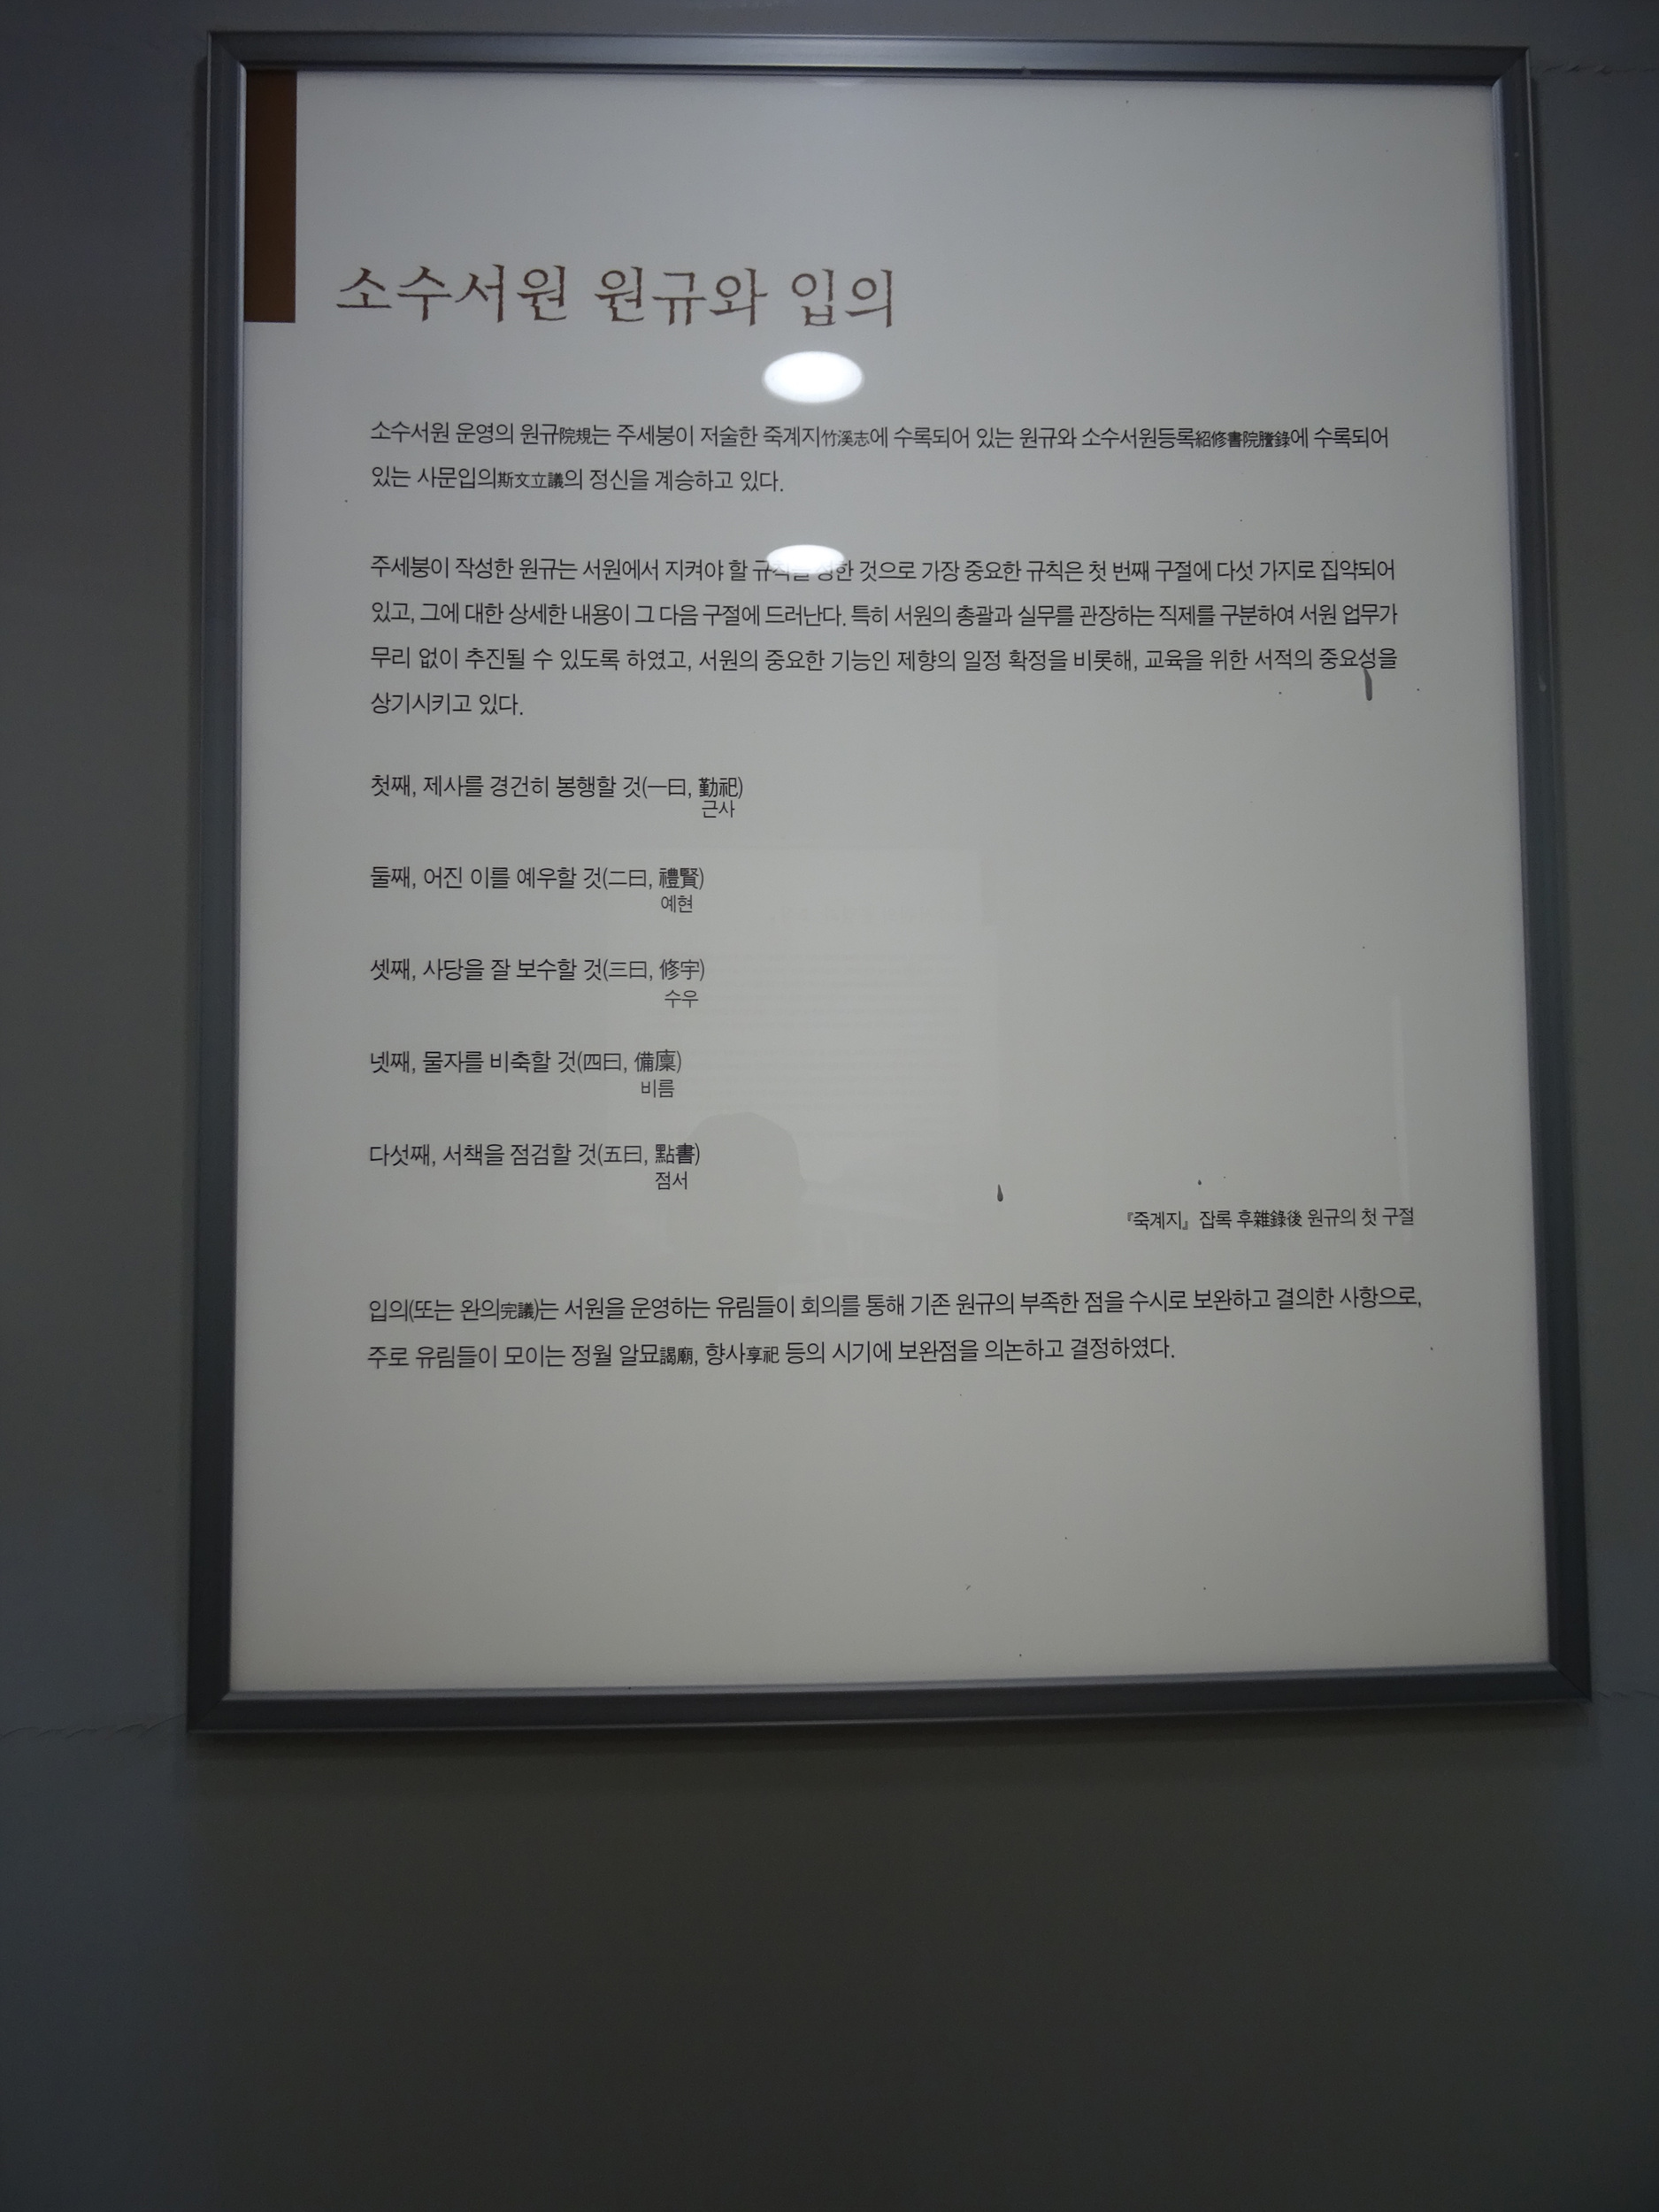 소수서원 원규와 입의
소수서원 운영의 원규院規는 주세붕이 저술한 죽계지竹溪志에 수록되어 있는 원규와 소수서원등록紹修書院謄錄에 수록되어
있는 사문입의斯文立議의 정신을 계승하고 있다.
주세붕이 작성한 원규는 서원에서 지켜야 할 규칙을 정한 것으로 가장 중요한 규칙은 첫 번째 구절에 다섯 가지로 집약되어
있고, 그에 대한 상세한 내용이 그 다음 구절에 드러난다. 특히 서원의 총괄과 실무를 관장하는 직제를 구분하여 서원 업무가
무리 없이 추진될 수 있도록 하였고, 서원의 중요한 기능인 제향의 일정 확정을 비롯해, 교육을 위한 서적의 중요성을
상기시키고 있다.
첫째, 제사를 경건히 봉행할 것(一曰, 勤祀)
근사
둘째, 어진 이를 예우할 것(二曰, 禮賢)
예현
셋째, 사당을 잘 보수할 것(三曰, 修宇)
수우
넷째, 물자를 비축할 것(四曰, 備廩)
비름
다섯째, 서책을 점검할 것(五曰, 點書)
점서
『죽계지』 잡록 후雜錄後 원규의 첫 구절
입의(또는 완의完議)는 서원을 운영하는 유림들이 회의를 통해 기존 원규의 부족한 점을 수시로 보완하고 결의한 사항으로,
주로 유림들이 모이는 정월 알묘謁廟, 향사享祀 등의 시기에 보완점을 의논하고 결정하였다.